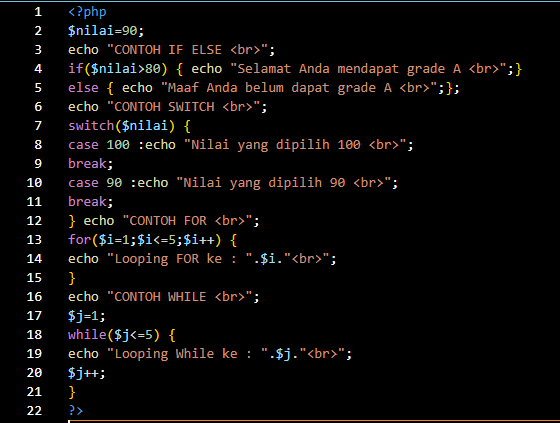 1 <?php
2 $nilai=90;
3 echo "CONTOH IF ELSE <br>";
4 if($nilai>80) { echo "Selamat Anda mendapat grade A <br>";}
5 else { echo "Maaf Anda belum dapat grade A <br>";};
6 echo "CONTOH SWITCH <br>";
7 switch($nilai) {
8 case 100 :echo "Nilai yang dipilih 100 <br>";
9 break;
10 case 90 :echo "Nilai yang dipilih 90 <br>";
11 break;
12 } echo "CONTOH FOR <br>";
13 for($i=1;$i<=5;$i++) {
14 echo "Looping FOR ke : ".$i."<br>";
15 }
16 echo "CONTOH WHILE <br>";
17 $j=1;
18 while($j<=5) {
19 echo "Looping While ke : ".$j."<br>";
20 $j++;
21 }
22 ?>